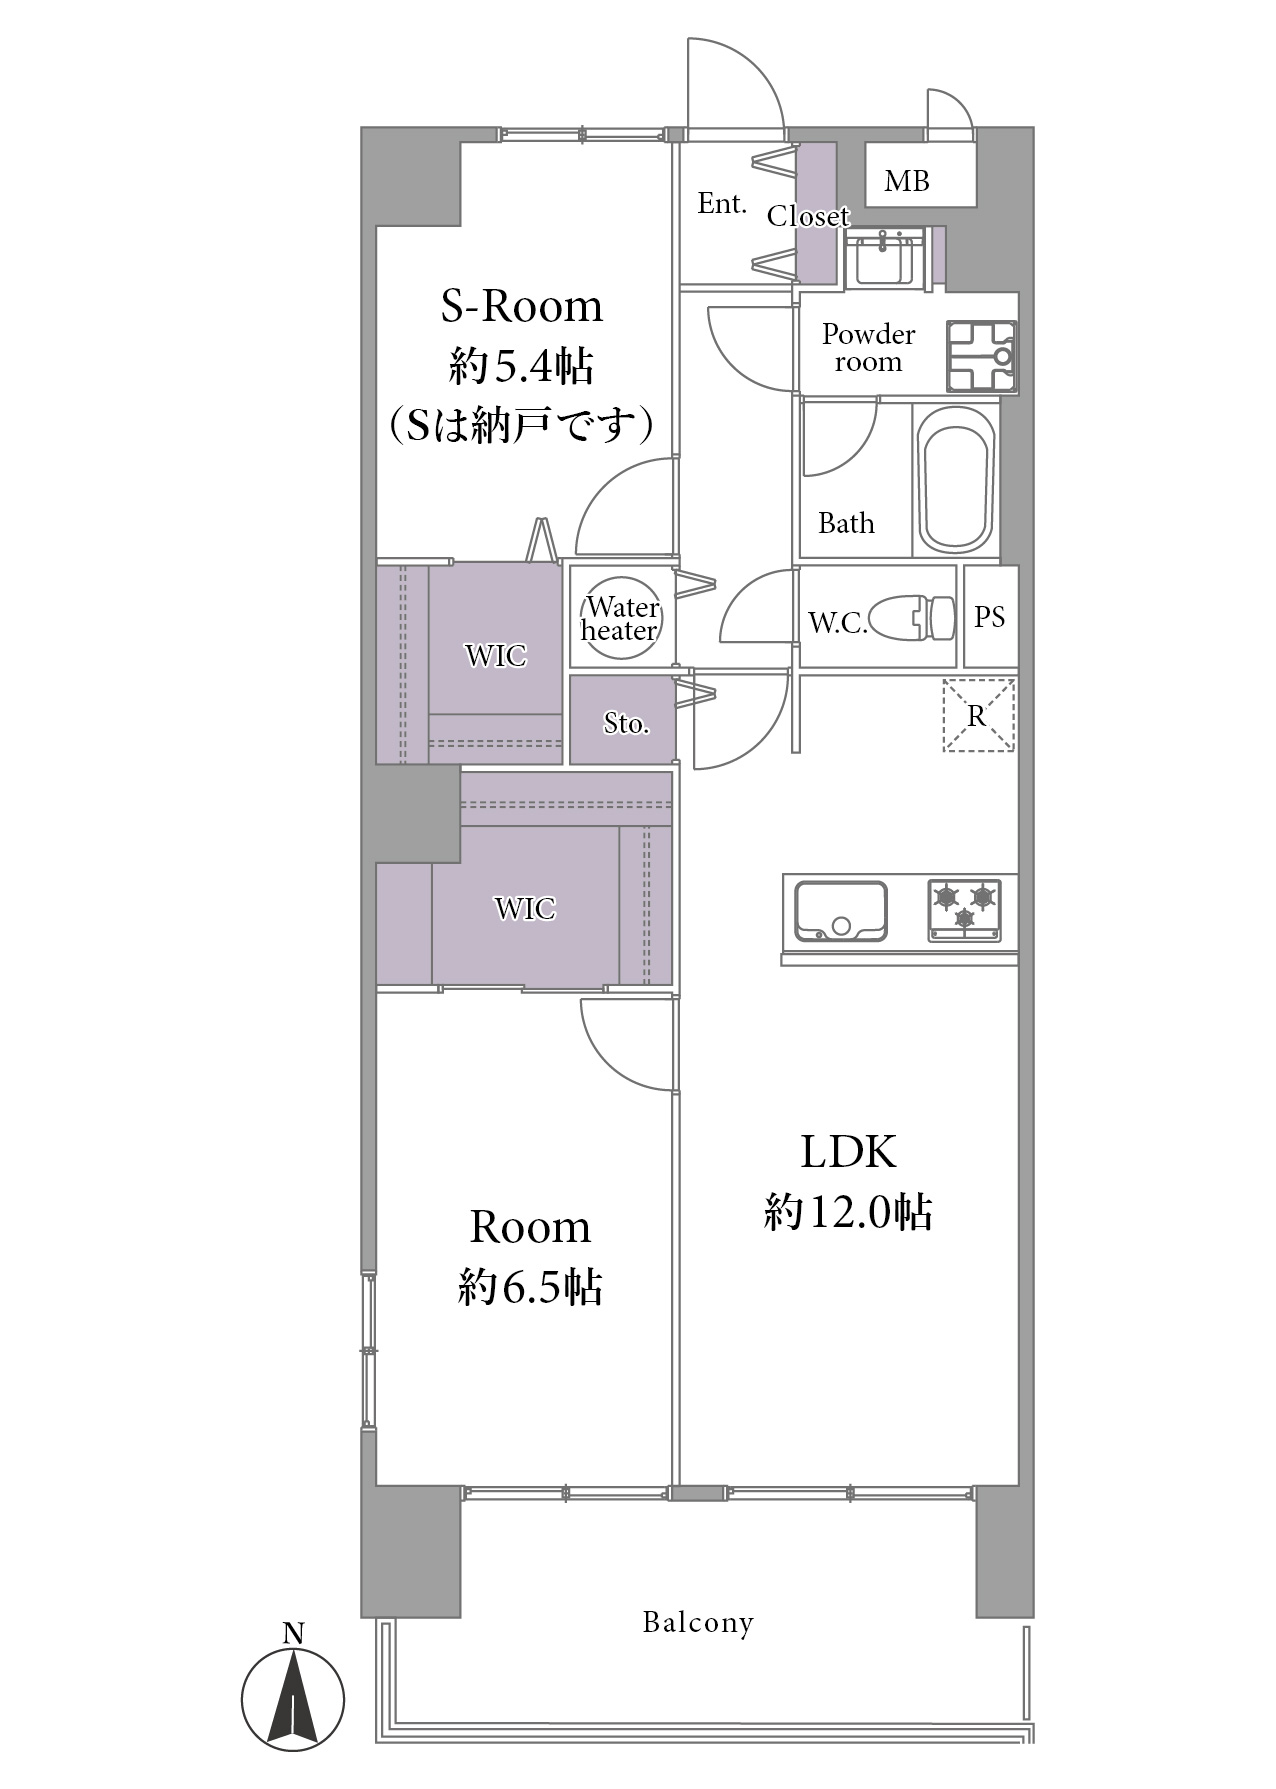 MB
Ent.
Closet
S-Room
約5.4帖
（Sは納戸です）
Powder
room
Bath
Water
heater
W.C.
PS
WIC
Sto.
R
WIC
LDK
約12.0帖
Room
約6.5帖
Balcony
N